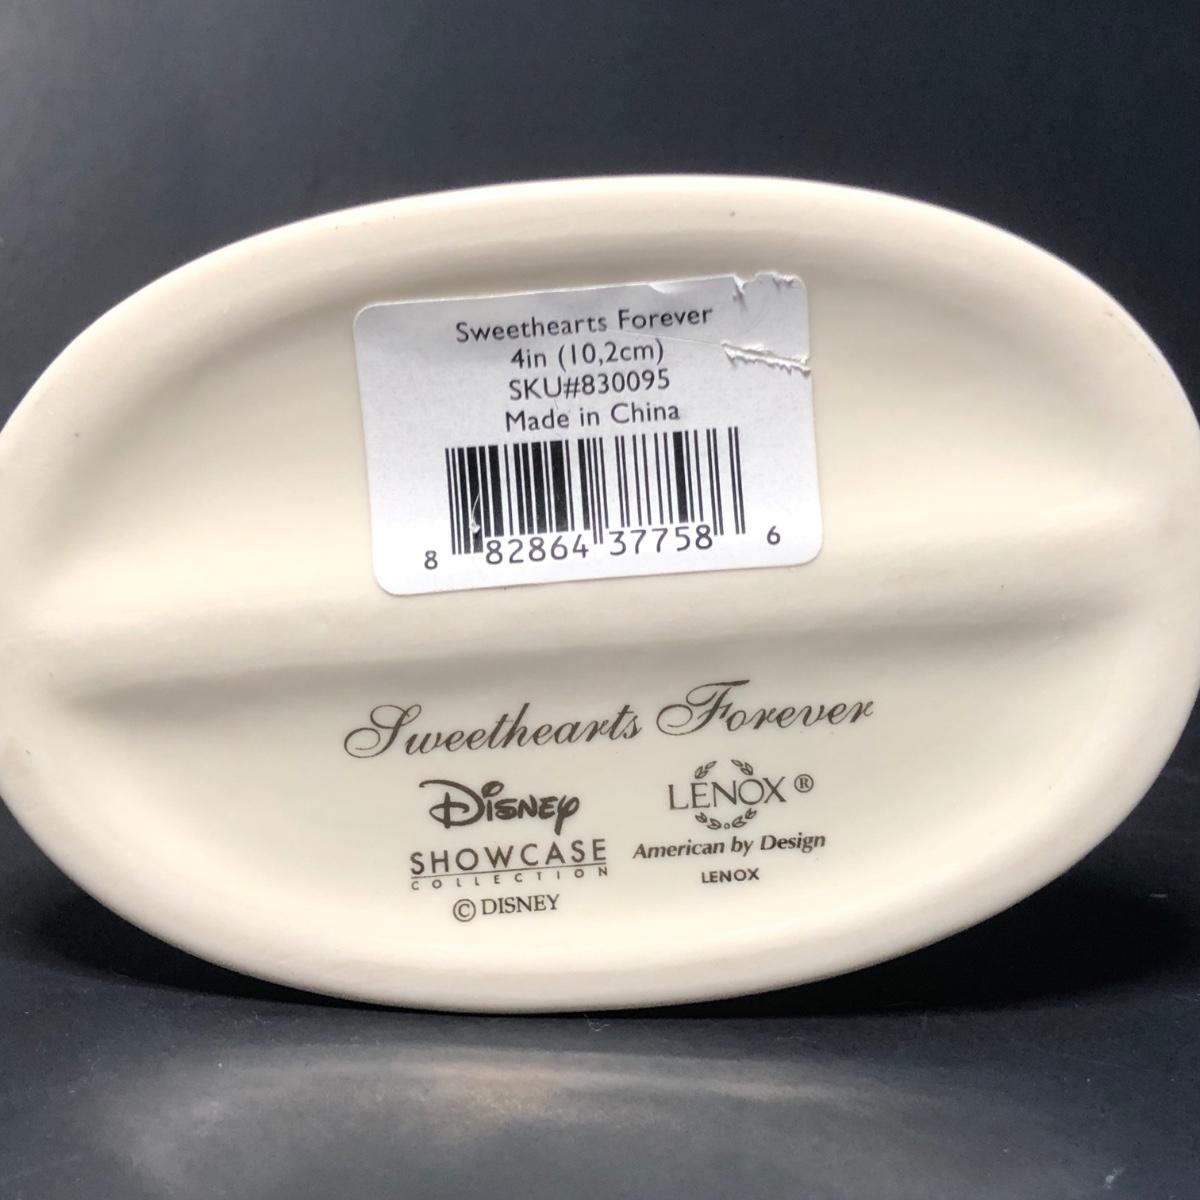 Sweethearts Forever
4in (10,2cm)
SKU#830095
Made in China
8 82864 37758 6
Sweethearts Forever
Disney
SHOWCASE
COLLECTION
© DISNEY
LENOX®
American by Design
LENOX